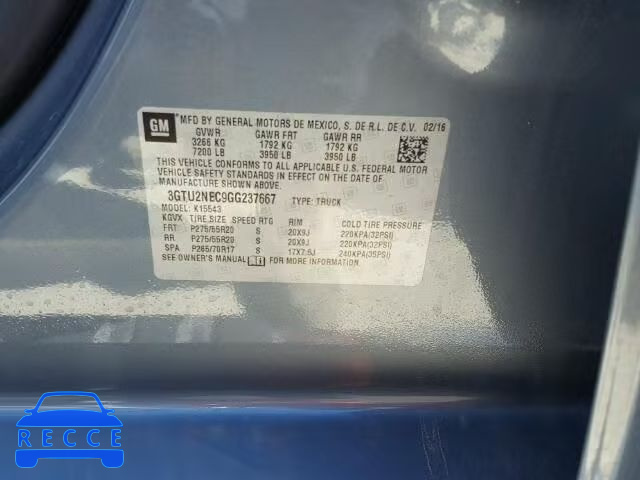 GM
MFD BY GENERAL MOTORS DE MEXICO, S. DE R.L. DE C.V. 02/16
GVWR GAWR FRT GAWR RR
3266 KG 1792 KG 1792 KG
7200 LB 3950 LB 3950 LB
THIS VEHICLE CONFORMS TO ALL APPLICABLE U.S. FEDERAL MOTOR
VEHICLE SAFETY STANDARDS IN EFFECT ON THE DATE OF
MANUFACTURE SHOWN ABOVE.
3GTU2NEC9GG237667 TYPE: TRUCK
MODEL: K15543
KGVX TIRE SIZE SPEED RTG RIM COLD TIRE PRESSURE
FRT P275/55R20 S 20X9J 220KPA(32PSI)
RR P275/55R20 S 20X9J 220KPA(32PSI)
SPA P265/70R17 S 17X7.5J 240KPA(35PSI)
SEE OWNER'S MANUAL FOR MORE INFORMATION.
RECCE